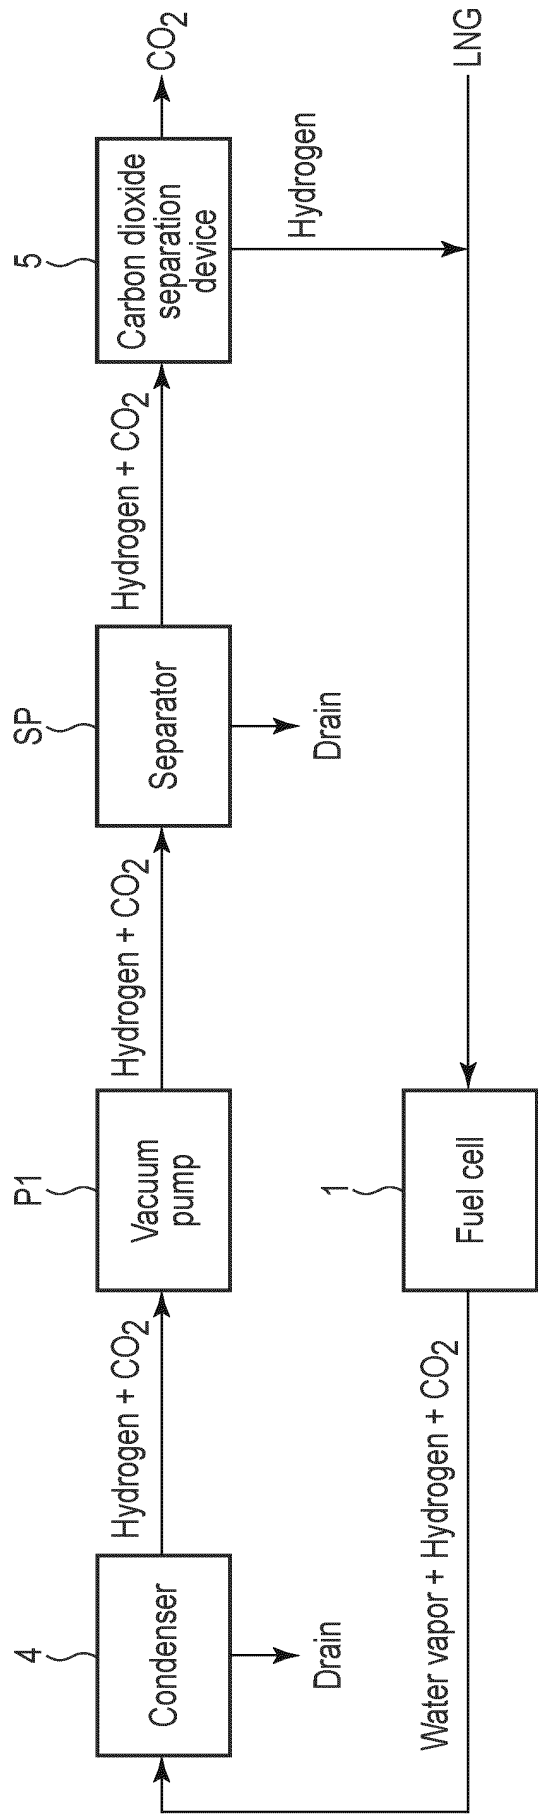 4
Condenser
Drain
Hydrogen + CO2
P1
Vacuum
pump
Hydrogen + CO2
SP
Separator
Drain
Hydrogen + CO2
5
Carbon dioxide
separation
device
CO2
Hydrogen
LNG
1
Fuel cell
Water vapor + Hydrogen + CO2